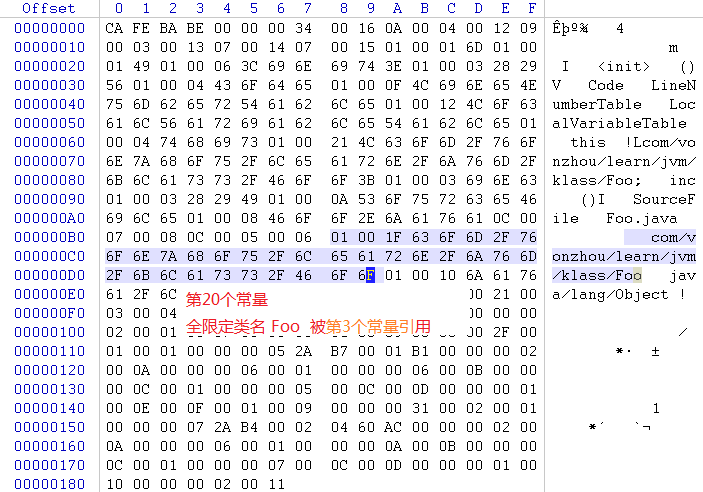 Offset 0 1 2 3 4 5 6 7 8 9 A B C D E F
00000000 CA FE BA BE 00 00 00 34 00 16 0A 00 04 00 12 09 Êþº¾ 4
00000010 00 03 00 13 07 00 14 07 00 15 01 00 01 6D 01 00 m
00000020 01 49 01 00 06 3C 69 6E 69 74 3E 01 00 03 28 29 I <init> ()
00000030 56 01 00 04 43 6F 64 65 01 00 0F 4C 69 6E 65 4E V Code LineN
00000040 75 6D 62 65 72 54 61 62 6C 65 01 00 12 4C 6F 63 umberTable Loc
00000050 61 6C 56 61 72 69 61 62 6C 65 54 61 62 6C 65 01 alVariableTable
00000060 00 04 74 68 69 73 01 00 21 4C 63 6F 6D 2F 76 6F this !Lcom/vo
00000070 6E 7A 68 6F 75 2F 6C 65 61 72 6E 2F 6A 76 6D 2F nzhou/learn/jvm/
00000080 6B 6C 61 73 73 2F 46 6F 6F 3B 01 00 03 69 6E 63 klass/Foo; inc
00000090 01 00 03 28 29 49 01 00 0A 53 6F 75 72 63 65 46 ()I SourceF
000000A0 69 6C 65 01 00 08 46 6F 6F 2E 6A 61 76 61 0C 00 ile Foo.java
000000B0 07 00 08 0C 00 05 00 06 01 00 1F 63 6F 6D 2F 76 com/v
000000C0 6F 6E 7A 68 6F 75 2F 6C 65 61 72 6E 2F 6A 76 6D onzhou/learn/jvm
000000D0 2F 6B 6C 61 73 73 2F 46 6F 6F 01 00 10 6A 61 76 /klass/Foo jav
000000E0 61 2F 6C 00 21 00 a/lang/Object !
第20个常量
000000F0 03 00 04 00 00
全限定类名 Foo 被第3个常量引用
00000100 02 00 01 00 2F 00 /
00000110 01 00 01 00 00 00 05 2A B7 00 01 B1 00 00 00 02 *· ±
00000120 00 0A 00 00 00 06 00 01 00 00 00 06 00 0B 00 00
00000130 00 0C 00 01 00 00 00 05 00 0C 00 0D 00 00 00 01
00000140 00 0E 00 0F 00 01 00 09 00 00 00 31 00 02 00 01 1
00000150 00 00 00 07 2A B4 00 02 04 60 AC 00 00 00 02 00 *´ `¬
00000160 0A 00 00 00 06 00 01 00 00 00 0A 00 0B 00 00 00
00000170 0C 00 01 00 00 00 07 00 0C 00 0D 00 00 00 01 00
00000180 10 00 00 00 02 00 11